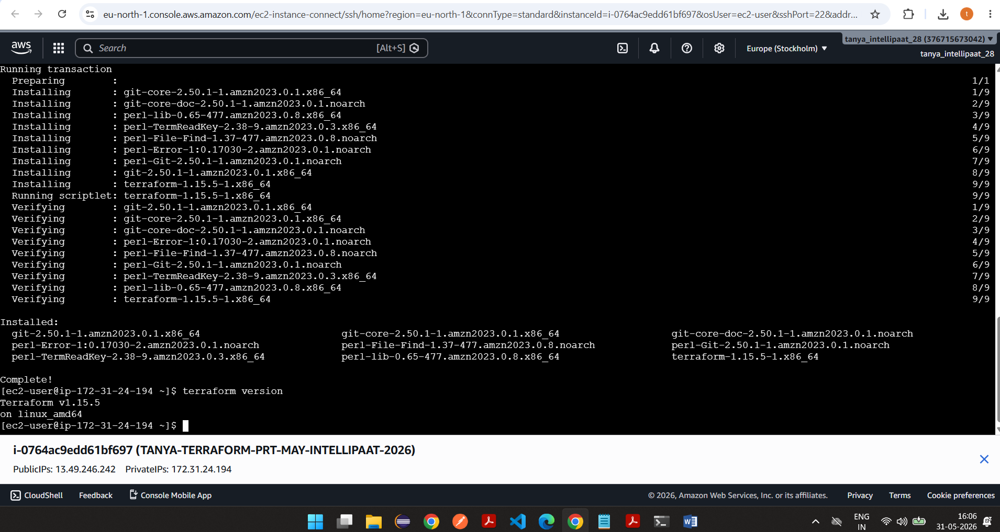 eu-north-1.console.aws.amazon.com/ec2-instance-connect/ssh/home?region=eu-north-1&connType=standard&instanceId=i-0764ac9edd61bf697&osUser=ec2-user&sshPort=22&addr...
t
aws
Search [Alt+S]
Europe (Stockholm)
tanya_intellipaat_28 (376715673042)
tanya_intellipaat_28
Running transaction
Preparing : 1/1
Installing : git-core-2.50.1-1.amzn2023.0.1.x86_64 1/9
Installing : git-core-doc-2.50.1-1.amzn2023.0.1.noarch 2/9
Installing : perl-lib-0.65-477.amzn2023.0.8.x86_64 3/9
Installing : perl-TermReadKey-2.38-9.amzn2023.0.3.x86_64 4/9
Installing : perl-File-Find-1.37-477.amzn2023.0.8.noarch 5/9
Installing : perl-Error-1:0.17030-2.amzn2023.0.1.noarch 6/9
Installing : perl-Git-2.50.1-1.amzn2023.0.1.noarch 7/9
Installing : git-2.50.1-1.amzn2023.0.1.x86_64 8/9
Installing : terraform-1.15.5-1.x86_64 9/9
Running scriptlet: terraform-1.15.5-1.x86_64 9/9
Verifying : git-2.50.1-1.amzn2023.0.1.x86_64 1/9
Verifying : git-core-2.50.1-1.amzn2023.0.1.x86_64 2/9
Verifying : git-core-doc-2.50.1-1.amzn2023.0.1.noarch 3/9
Verifying : perl-Error-1:0.17030-2.amzn2023.0.1.noarch 4/9
Verifying : perl-File-Find-1.37-477.amzn2023.0.8.noarch 5/9
Verifying : perl-Git-2.50.1-1.amzn2023.0.1.noarch 6/9
Verifying : perl-TermReadKey-2.38-9.amzn2023.0.3.x86_64 7/9
Verifying : perl-lib-0.65-477.amzn2023.0.8.x86_64 8/9
Verifying : terraform-1.15.5-1.x86_64 9/9
Installed:
git-2.50.1-1.amzn2023.0.1.x86_64 git-core-2.50.1-1.amzn2023.0.1.x86_64 git-core-doc-2.50.1-1.amzn2023.0.1.noarch
perl-Error-1:0.17030-2.amzn2023.0.1.noarch perl-File-Find-1.37-477.amzn2023.0.8.noarch perl-Git-2.50.1-1.amzn2023.0.1.noarch
perl-TermReadKey-2.38-9.amzn2023.0.3.x86_64 perl-lib-0.65-477.amzn2023.0.8.x86_64 terraform-1.15.5-1.x86_64
Complete!
[ec2-user@ip-172-31-24-194 ~]$ terraform version
Terraform v1.15.5
on linux_amd64
[ec2-user@ip-172-31-24-194 ~]$
i-0764ac9edd61bf697 (TANYA-TERRAFORM-PRT-MAY-INTELLIPAAT-2026)
PublicIPs: 13.49.246.242 PrivateIPs: 172.31.24.194
CloudShell Feedback Console Mobile App © 2026, Amazon Web Services, Inc. or its affiliates. Privacy Terms Cookie preferences
ENG
IN
16:06
31-05-2026